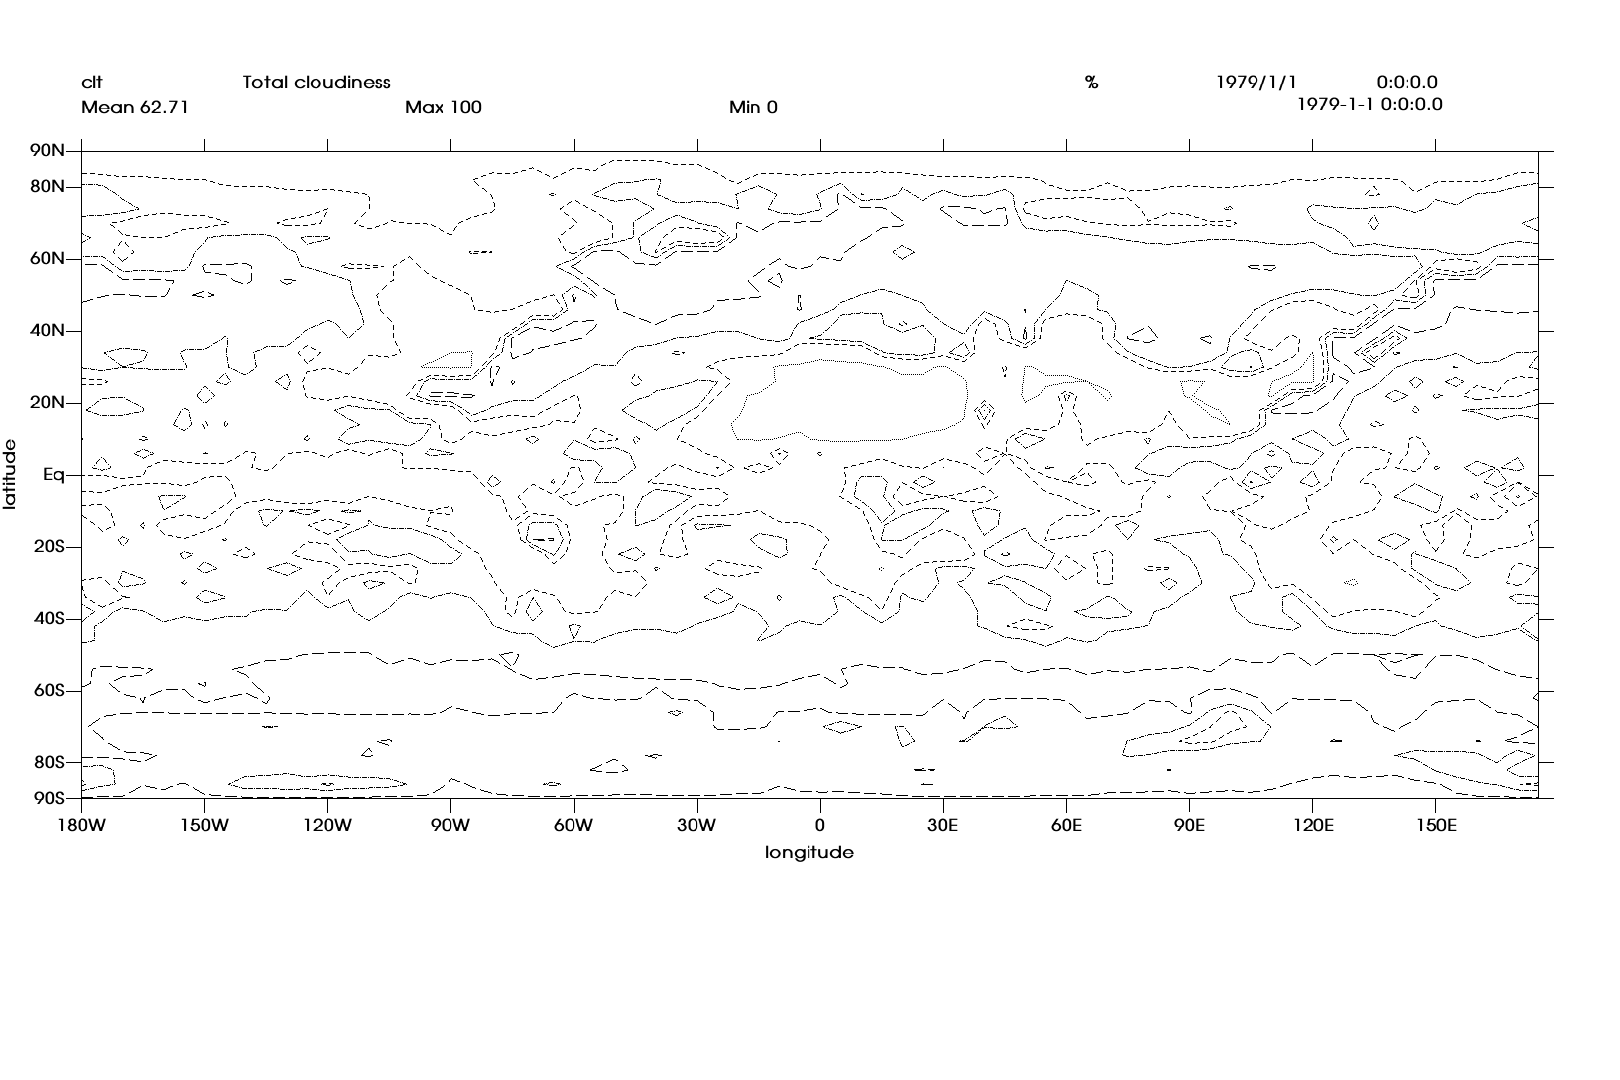 clt Total cloudiness % 1979/1/1 0:0:0.0
Mean 62.71 Max 100 Min 0 1979-1-1 0:0:0.0
90N
80N
60N
40N
20N
Eq
20S
40S
60S
80S
90S
latitude
180W 150W 120W 90W 60W 30W 0 30E 60E 90E 120E 150E
longitude